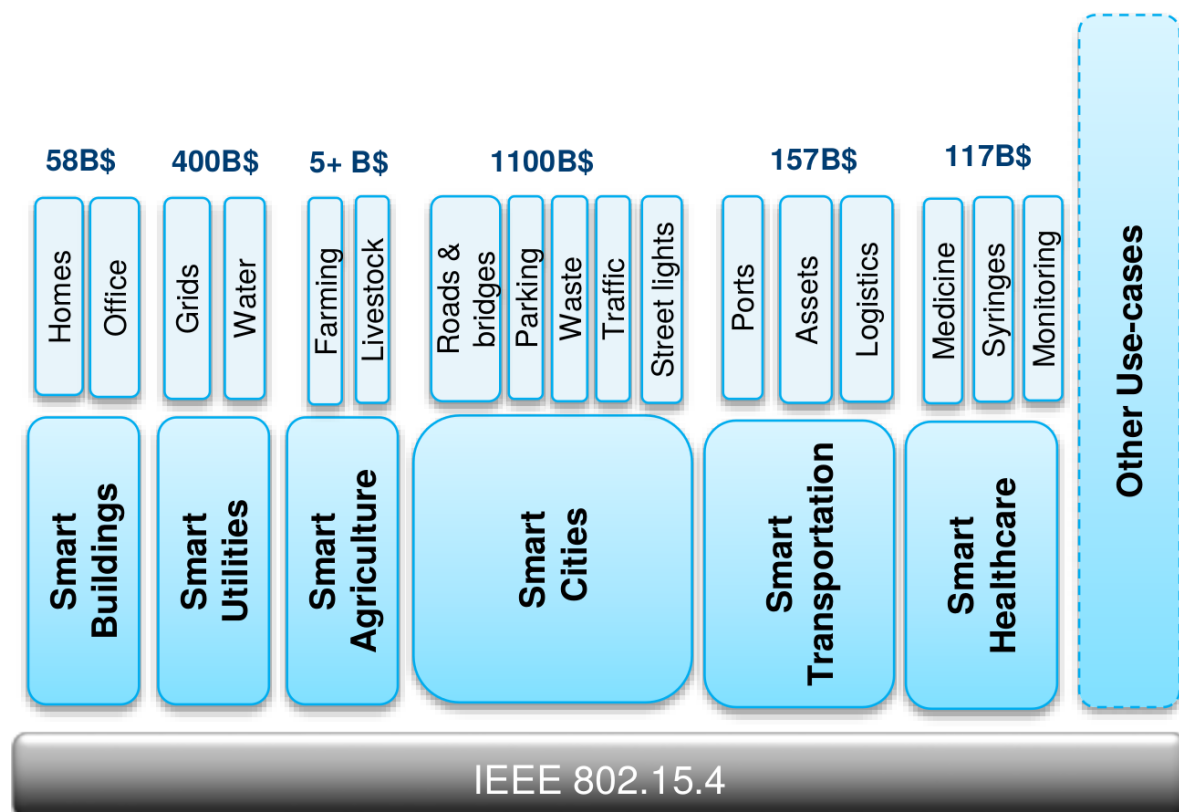 58B$
400B$
5+ B$
1100B$
157B$
117B$
Homes
Office
Grids
Water
Farming
Livestock
Roads &
bridges
Parking
Waste
Traffic
Street lights
Ports
Assets
Logistics
Medicine
Syringes
Monitoring
Smart
Buildings
Smart
Utilities
Smart
Agriculture
Smart
Cities
Smart
Transportation
Smart
Healthcare
Other Use-cases
IEEE 802.15.4